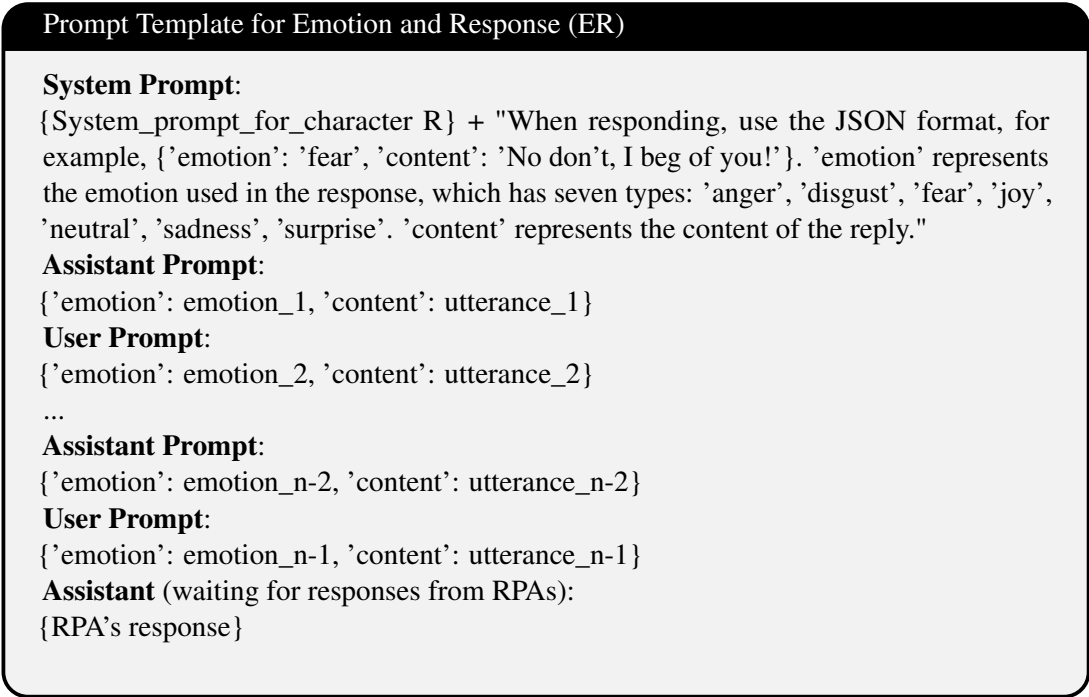 Prompt Template for Emotion and Response (ER)
System Prompt:
{System_prompt_for_character R} + "When responding, use the JSON format, for
example, {'emotion': 'fear', 'content': 'No don't, I beg of you!'}. 'emotion' represents
the emotion used in the response, which has seven types: ’anger’, ’disgust’, ’fear’, ’joy’,
’neutral’, ’sadness’, ’surprise’. ’content’ represents the content of the reply."
Assistant Prompt:
{’emotion’: emotion_1, ’content’: utterance_1}
User Prompt:
{’emotion’: emotion_2, ’content’: utterance_2}
...
Assistant Prompt:
{’emotion’: emotion_n-2, ’content’: utterance_n-2}
User Prompt:
{’emotion’: emotion_n-1, ’content’: utterance_n-1}
Assistant (waiting for responses from RPAs):
{RPA’s response}